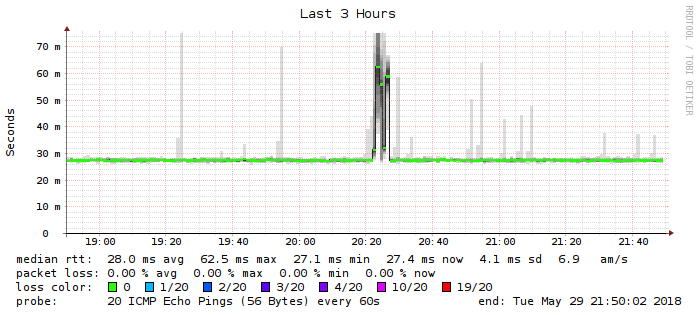 Last 3 Hours
RRDTOOL / TOBI OETIKER
Seconds
70 m
60 m
50 m
40 m
30 m
20 m
10 m
0
19:00 19:20 19:40 20:00 20:20 20:40 21:00 21:20 21:40
median rtt: 28.0 ms avg 62.5 ms max 27.1 ms min 27.4 ms now 4.1 ms sd 6.9 am/s
packet loss: 0.00 % avg 0.00 % max 0.00 % min 0.00 % now
loss color: 0 1/20 2/20 3/20 4/20 10/20 19/20
probe: 20 ICMP Echo Pings (56 Bytes) every 60s end: Tue May 29 21:50:02 2018